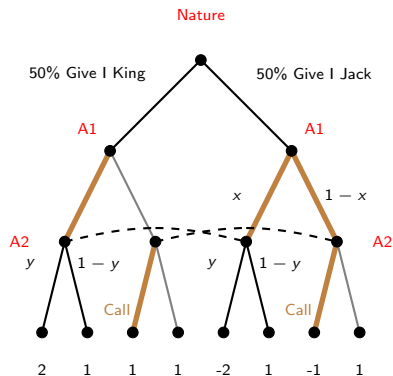 Nature
50% Give I King
50% Give I Jack
A1
A1
x
1 − x
A2
A2
y
1 − y
y
1 − y
Call
Call
2
1
1
1
-2
1
-1
1